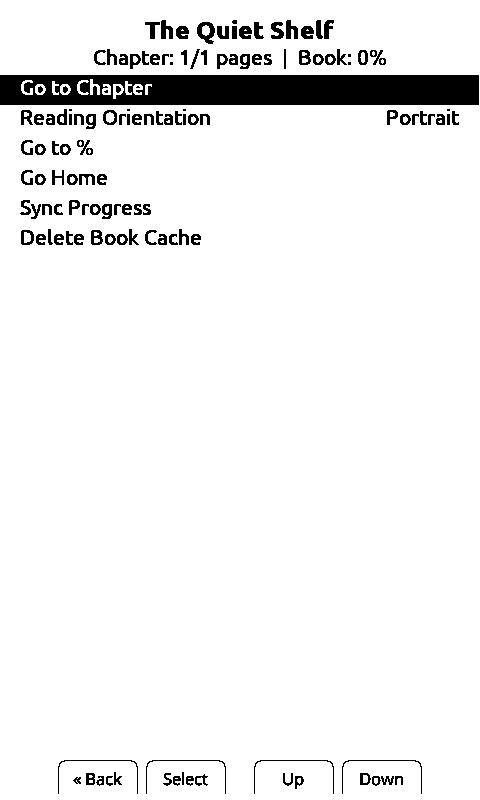 The Quiet Shelf
Chapter: 1/1 pages | Book: 0%
Go to Chapter
Reading Orientation Portrait
Go to %
Go Home
Sync Progress
Delete Book Cache
« Back Select Up Down